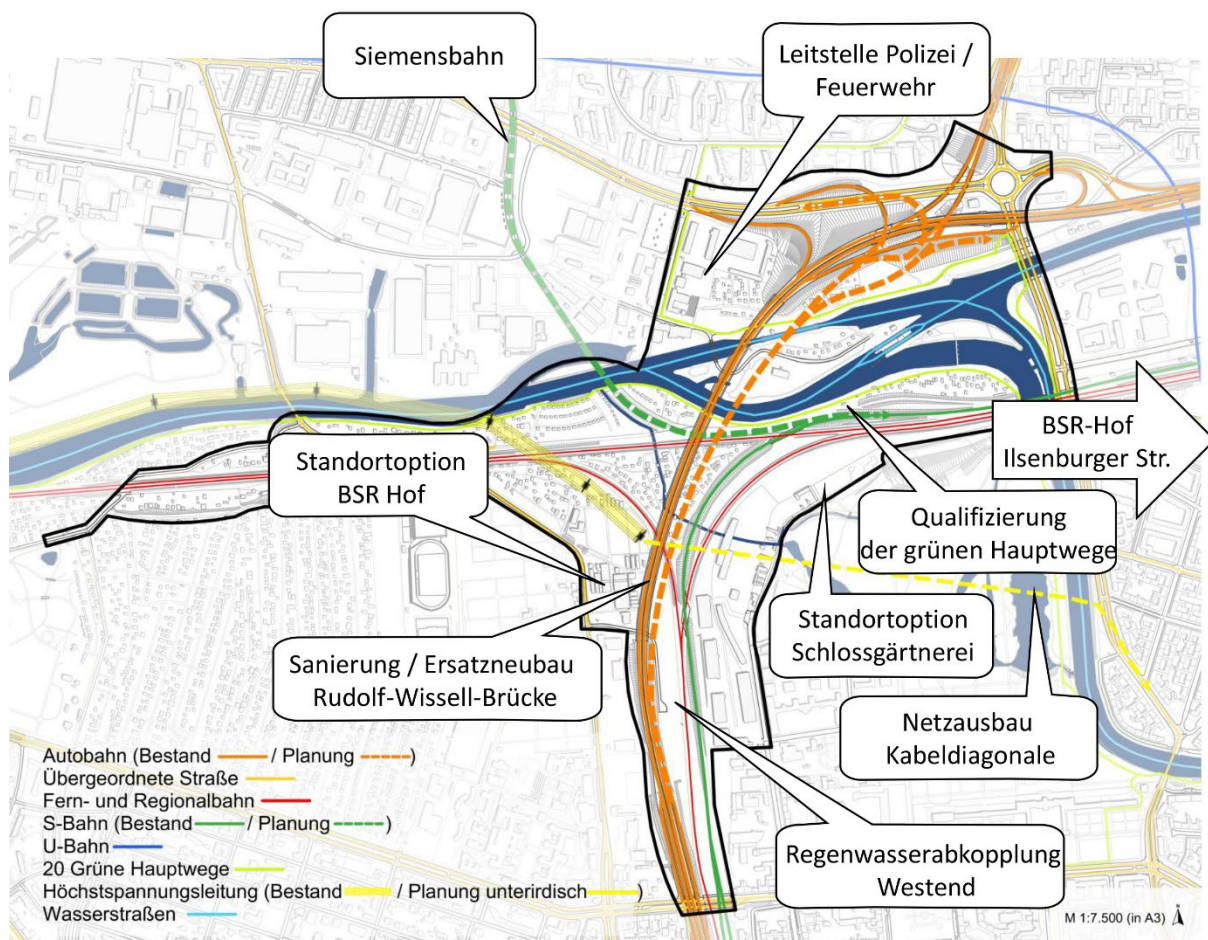 Siemensbahn
Leitstelle Polizei /
Feuerwehr
BSR-Hof
Ilsenburger Str.
Standortoption
BSR Hof
Qualifizierung
der grünen Hauptwege
Standortoption
Schlossgärtnerei
Sanierung / Ersatzneubau
Rudolf-Wissell-Brücke
Netzausbau
Kabeldiagonale
Regenwasserabkopplung
Westend
Autobahn (Bestand / Planung )
Übergeordnete Straße
Fern- und Regionalbahn
S-Bahn (Bestand / Planung )
U-Bahn
20 Grüne Hauptwege
Höchstspannungsleitung (Bestand / Planung unterirdisch )
Wasserstraßen
M 1:7.500 (in A3)
N